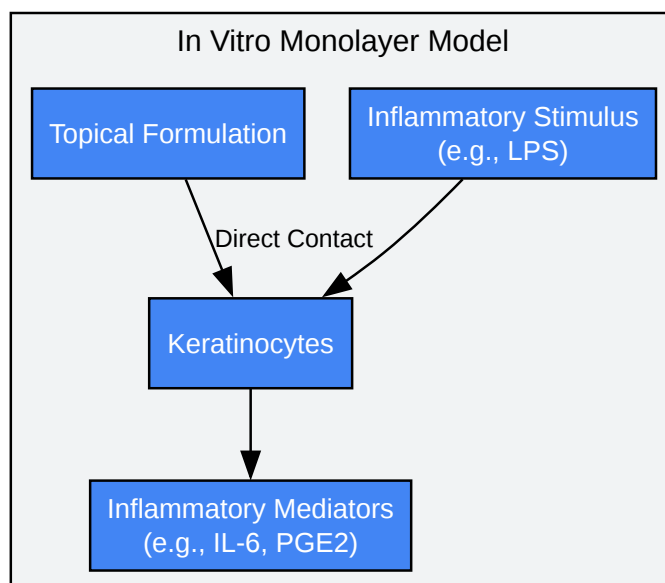 In Vitro Monolayer Model
Topical Formulation
Inflammatory Stimulus
(e.g., LPS)
Direct Contact
Keratinocytes
Inflammatory Mediators
(e.g., IL-6, PGE2)